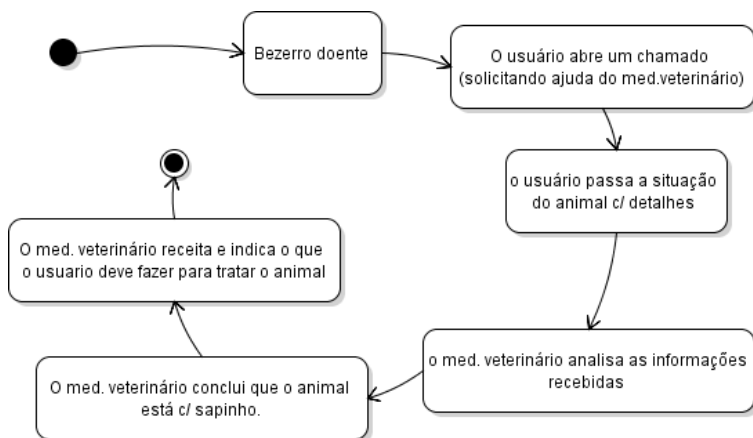 Bezerro doente
O usuário abre um chamado
(solicitando ajuda do med.veterinário)
o usuário passa a situação
do animal c/ detalhes
o med. veterinário analisa as informações
recebidas
O med. veterinário conclui que o animal
está c/ sapinho.
O med. veterinário receita e indica o que
o usuario deve fazer para tratar o animal